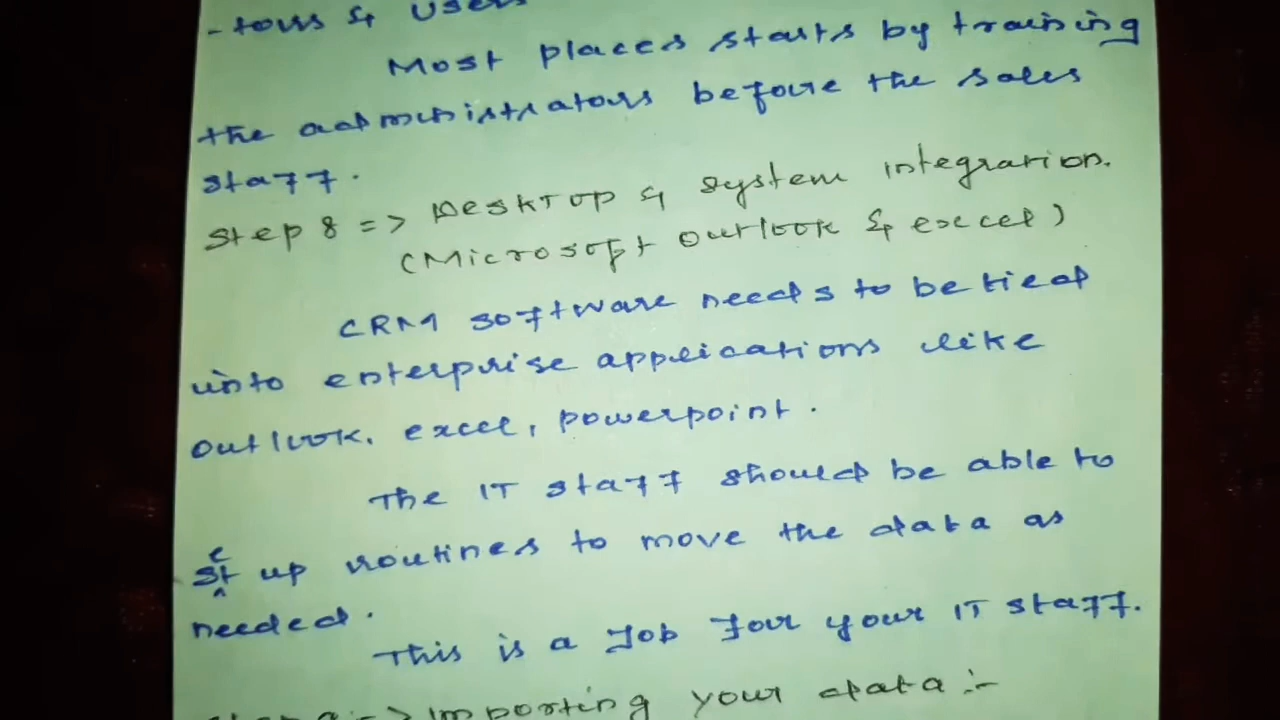 -tors & users
Most places starts by training
the administrators before the sales
staff.
Step 8 => Desktop & system integration.
(Microsoft outlook & excel)
CRM software needs to be tied
into enterprise applications like
outlook, excel, powerpoint.
The IT staff should be able to
set up routines to move the data as
needed.
This is a Job for your IT staff.
=> importing your data :-